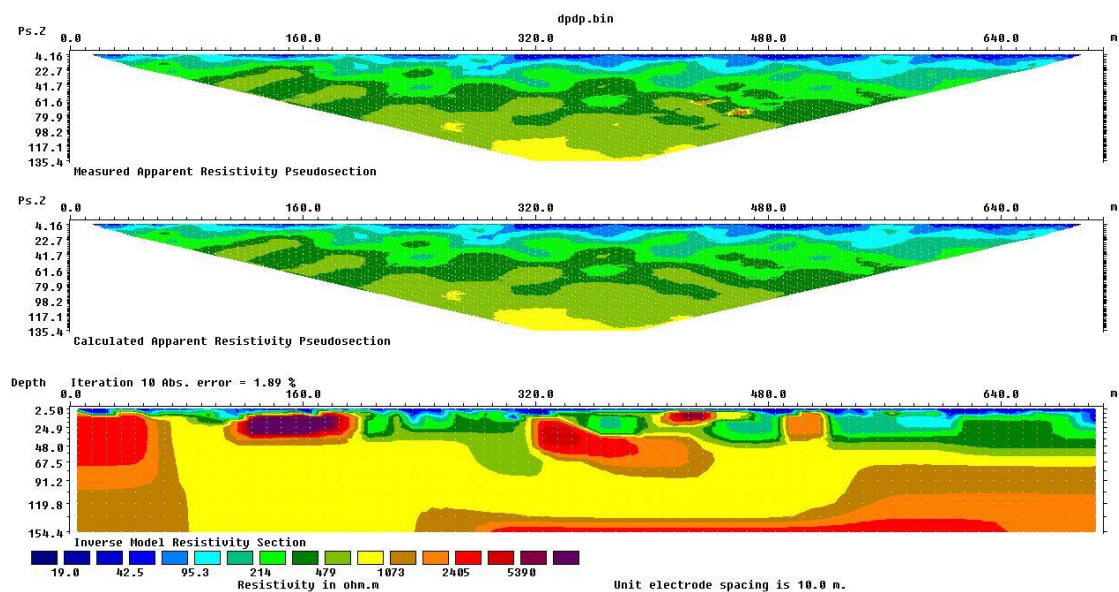 dpdp.bin
Ps.Z 0.0 160.0 320.0 480.0 640.0 m
4.16
22.7
41.7
61.6
79.9
98.2
117.1
135.4
Measured Apparent Resistivity Pseudosection
Ps.Z 0.0 160.0 320.0 480.0 640.0 m
4.16
22.7
41.7
61.6
79.9
98.2
117.1
135.4
Calculated Apparent Resistivity Pseudosection
Depth Iteration 10 Abs. error = 1.89 %
0.0 160.0 320.0 480.0 640.0 m
2.50
24.9
48.0
67.5
91.2
119.8
154.4
Inverse Model Resistivity Section
19.0 42.5 95.3 214 479 1073 2405 5390
Resistivity in ohm.m Unit electrode spacing is 10.0 m.